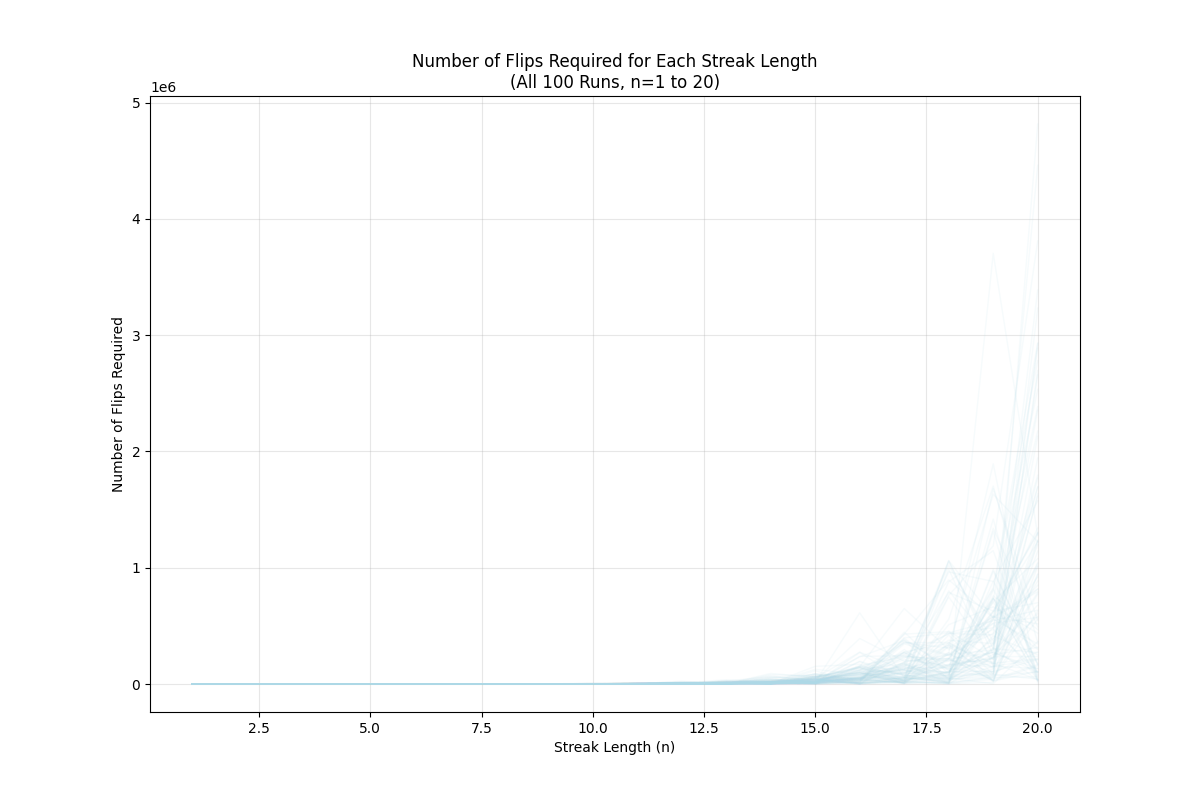 Number of Flips Required for Each Streak Length
(All 100 Runs, n=1 to 20)
1e6
5
4
3
2
1
0
Number of Flips Required
2.5 5.0 7.5 10.0 12.5 15.0 17.5 20.0
Streak Length (n)